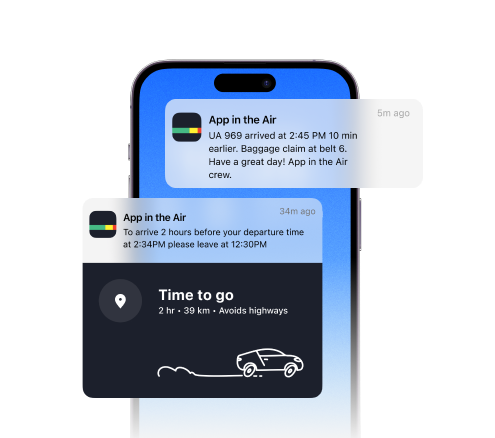 App in the Air
5m ago
UA 969 arrived at 2:45 PM 10 min
earlier. Baggage claim at belt 6.
Have a great day! App in the Air
crew.
App in the Air
34m ago
To arrive 2 hours before your departure time
at 2:34PM please leave at 12:30PM
Time to go
2 hr • 39 km • Avoids highways